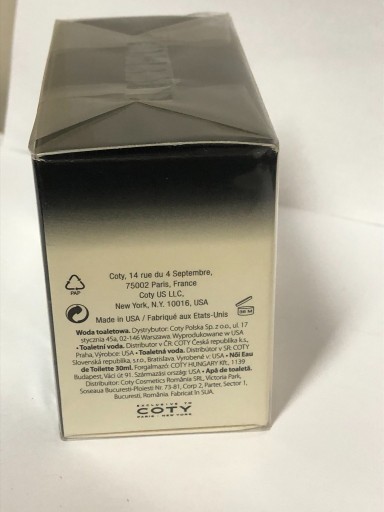 Coty, 14 rue du 4 Septembre,
75002 Paris, France
Coty US LLC,
New York, N.Y. 10016, USA
PAP
Made in USA / Fabriqué aux Etats-Unis
Woda toaletowa. Dystrybutor: Coty Polska Sp. z o.o., ul. 17
stycznia 45a, 02-146 Warszawa. Wyprodukowane w USA
• Toaletní voda. Distributor v ČR: COTY Česká republika k.s.,
Praha, Výrobce: USA • Toaletná voda. Distribútor v SR: COTY
Slovenská republika, s.r.o., Bratislava. Vyrobené v: USA • Női Eau
de Toilette 30ml. Forgalmazó: COTY HUNGARY Kft., 1139
Budapest, Váci út 91. Származási ország: USA • Apă de toaletă.
Distribuitor: Coty Cosmetics România SRL, Victoria Park,
Soseaua Bucuresti-Ploiesti Nr. 73-81, Corp 2, Parter, Sector 1,
Bucuresti, România. Fabricat în SUA.
EXCLUSIVE TO
COTY
PARIS - NEW YORK